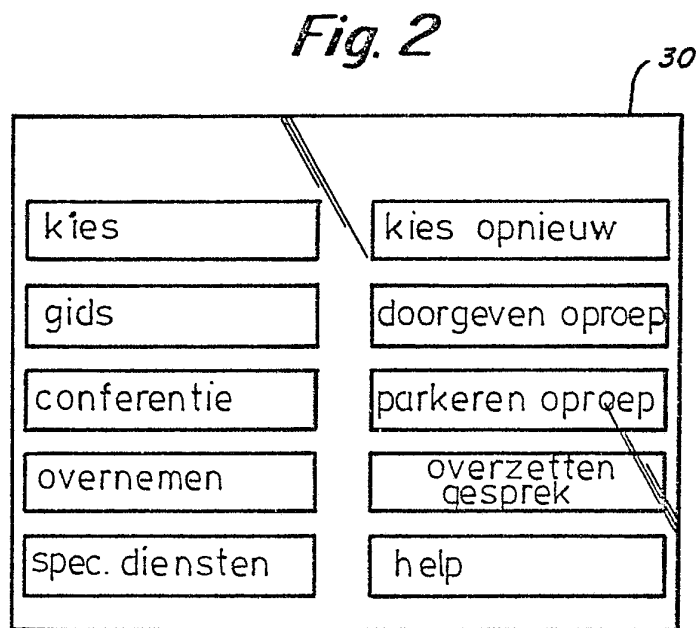 Fig. 2
30
kies
kies opnieuw
gids
doorgeven oproep
conferentie
parkeren oproep
overnemen
overzetten
gesprek
spec. diensten
help